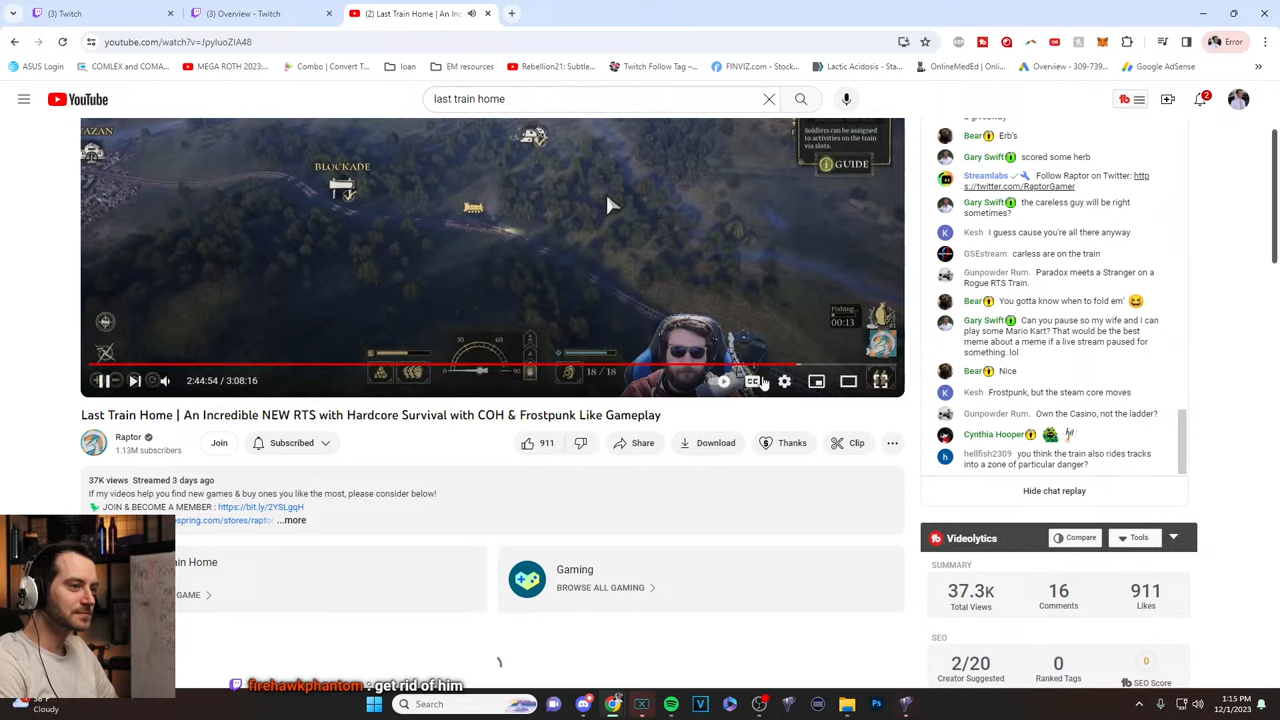 (3) Twitch
(3) Overview - Twitch
(2) Last Train Home |
youtube.com/watch?v=JpyIuoZIA48
Error
ASUS Login
COMLEX and COMA...
MEGA ROTH 2023:...
Combo | Convert T...
loan
EM resources
Rebellion21: Subtle...
Twitch Follow Tag –...
FINVIZ.com - Stock...
Lactic Acidosis - Sta...
OnlineMedEd | Onli...
Overview - 309-739...
Google AdSense
YouTube
last train home
2
YAZAN
BLOCKADE
Soldiers can be assigned
to activities on the train
via slots.
GUIDE
Fishing...
00:13
0
30
60
18 / 18
2:44:54 / 3:08:16
CC
Last Train Home | An Incredible NEW RTS with Hardcore Survival with COH & Frostpunk Like Gameplay
Raptor
1.13M subscribers
Join
Subscribed
911
Share
Download
Thanks
Clip
37K views Streamed 3 days ago
If my videos help you find new games & buy ones you like the most, please consider below!
JOIN & BECOME A MEMBER: https://bit.ly/2YSLgqH
espring.com/stores/raptor ...more
Train Home
GAME
Gaming
BROWSE ALL GAMING
a giveaway
Bear Erb's
Gary Swift scored some herb
Streamlabs Follow Raptor on Twitter: http
s://twitter.com/RaptorGamer
Gary Swift the careless guy will be right
sometimes?
Kesh I guess cause you're all there anyway
GSEstream carless are on the train
Gunpowder Rum. Paradox meets a Stranger on a
Rogue RTS Train.
Bear You gotta know when to fold em'
Gary Swift Can you pause so my wife and I can
play some Mario Kart? That would be the best
meme about a meme if a live stream paused for
something. lol
Bear Nice
Kesh Frostpunk, but the steam core moves
Gunpowder Rum. Own the Casino, not the ladder?
Cynthia Hooper
hellfish2309 you think the train also rides tracks
into a zone of particular danger?
Hide chat replay
Videolytics
Compare
Tools
SUMMARY
37.3K
Total Views
16
Comments
911
Likes
SEO
2/20
Creator Suggested
0
Ranked Tags
0
SEO Score
firehawkphantom : get rid of him
Cloudy
Search
1:15 PM
12/1/2023